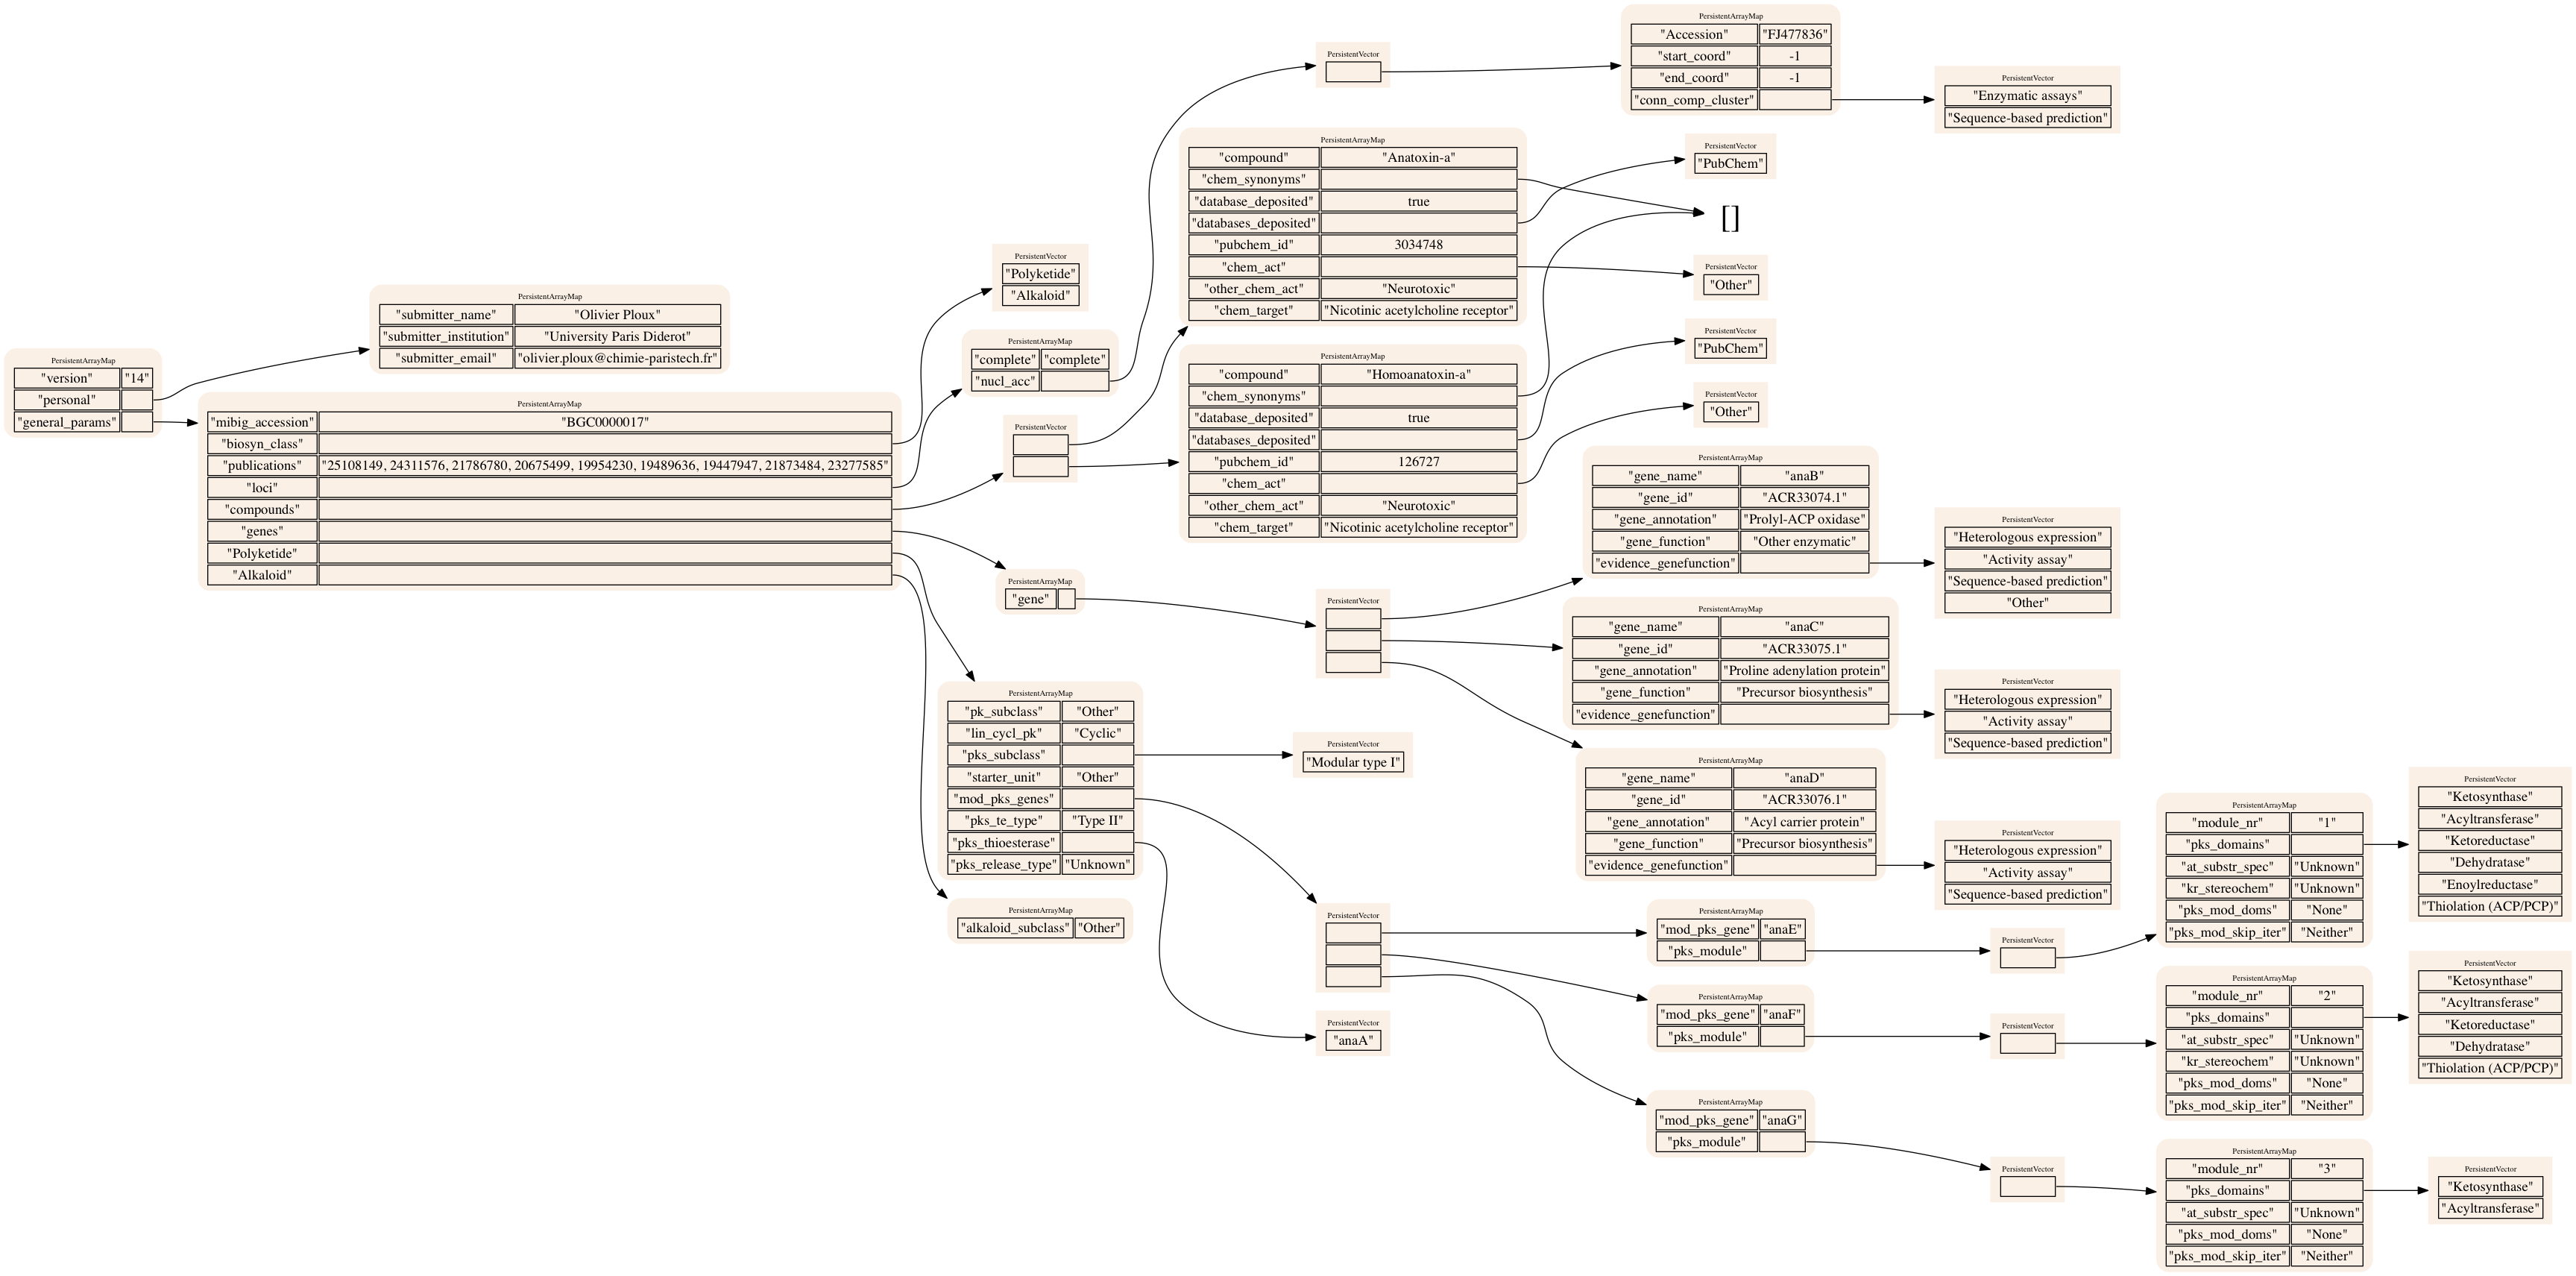 PersistentArrayMap
"version" "14"
"personal"
"general_params"
PersistentArrayMap
"submitter_name" "Olivier Ploux"
"submitter_institution" "University Paris Diderot"
"submitter_email" "olivier.ploux@chimie-paristech.fr"
PersistentArrayMap
"mibig_accession" "BGC0000017"
"biosyn_class"
"publications" "25108149, 24311576, 21786780, 20675499, 19954230, 19489636, 19447947, 21873484, 23277585"
"loci"
"compounds"
"genes"
"Polyketide"
"Alkaloid"
PersistentVector
"Polyketide"
"Alkaloid"
PersistentArrayMap
"complete" "complete"
"nucl_acc"
PersistentVector
PersistentArrayMap
"gene"
PersistentArrayMap
"pk_subclass" "Other"
"lin_cycl_pk" "Cyclic"
"pks_subclass"
"starter_unit" "Other"
"mod_pks_genes"
"pks_te_type" "Type II"
"pks_thioesterase"
"pks_release_type" "Unknown"
PersistentArrayMap
"alkaloid_subclass" "Other"
PersistentVector
PersistentArrayMap
"compound" "Anatoxin-a"
"chem_synonyms"
"database_deposited" true
"databases_deposited"
"pubchem_id" 3034748
"chem_act"
"other_chem_act" "Neurotoxic"
"chem_target" "Nicotinic acetylcholine receptor"
PersistentArrayMap
"compound" "Homoanatoxin-a"
"chem_synonyms"
"database_deposited" true
"databases_deposited"
"pubchem_id" 126727
"chem_act"
"other_chem_act" "Neurotoxic"
"chem_target" "Nicotinic acetylcholine receptor"
PersistentVector
PersistentVector
"Modular type I"
PersistentVector
PersistentVector
"anaA"
PersistentArrayMap
"Accession" "FJ477836"
"start_coord" -1
"end_coord" -1
"conn_comp_cluster"
PersistentVector
"PubChem"
[]
PersistentVector
"Other"
PersistentVector
"PubChem"
PersistentVector
"Other"
PersistentArrayMap
"gene_name" "anaB"
"gene_id" "ACR33074.1"
"gene_annotation" "Prolyl-ACP oxidase"
"gene_function" "Other enzymatic"
"evidence_genefunction"
PersistentArrayMap
"gene_name" "anaC"
"gene_id" "ACR33075.1"
"gene_annotation" "Proline adenylation protein"
"gene_function" "Precursor biosynthesis"
"evidence_genefunction"
PersistentArrayMap
"gene_name" "anaD"
"gene_id" "ACR33076.1"
"gene_annotation" "Acyl carrier protein"
"gene_function" "Precursor biosynthesis"
"evidence_genefunction"
PersistentArrayMap
"mod_pks_gene" "anaE"
"pks_module"
PersistentArrayMap
"mod_pks_gene" "anaF"
"pks_module"
PersistentArrayMap
"mod_pks_gene" "anaG"
"pks_module"
PersistentVector
"Enzymatic assays"
"Sequence-based prediction"
PersistentVector
"Heterologous expression"
"Activity assay"
"Sequence-based prediction"
"Other"
PersistentVector
"Heterologous expression"
"Activity assay"
"Sequence-based prediction"
PersistentVector
"Heterologous expression"
"Activity assay"
"Sequence-based prediction"
PersistentVector
PersistentVector
PersistentVector
PersistentArrayMap
"module_nr" "1"
"pks_domains"
"at_substr_spec" "Unknown"
"kr_stereochem" "Unknown"
"pks_mod_doms" "None"
"pks_mod_skip_iter" "Neither"
PersistentArrayMap
"module_nr" "2"
"pks_domains"
"at_substr_spec" "Unknown"
"kr_stereochem" "Unknown"
"pks_mod_doms" "None"
"pks_mod_skip_iter" "Neither"
PersistentArrayMap
"module_nr" "3"
"pks_domains"
"at_substr_spec" "Unknown"
"pks_mod_doms" "None"
"pks_mod_skip_iter" "Neither"
PersistentVector
"Ketosynthase"
"Acyltransferase"
"Ketoreductase"
"Dehydratase"
"Enoylreductase"
"Thiolation (ACP/PCP)"
PersistentVector
"Ketosynthase"
"Acyltransferase"
"Ketoreductase"
"Dehydratase"
"Thiolation (ACP/PCP)"
PersistentVector
"Ketosynthase"
"Acyltransferase"